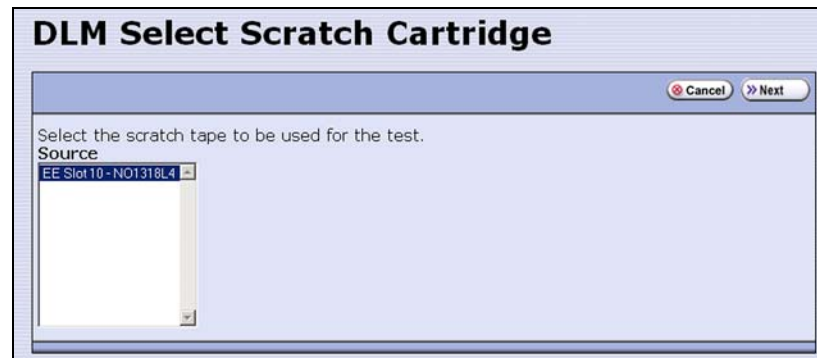 DLM Select Scratch Cartridge
Cancel Next
Select the scratch tape to be used for the test.
Source
EE Slot 10 - NO1318L4